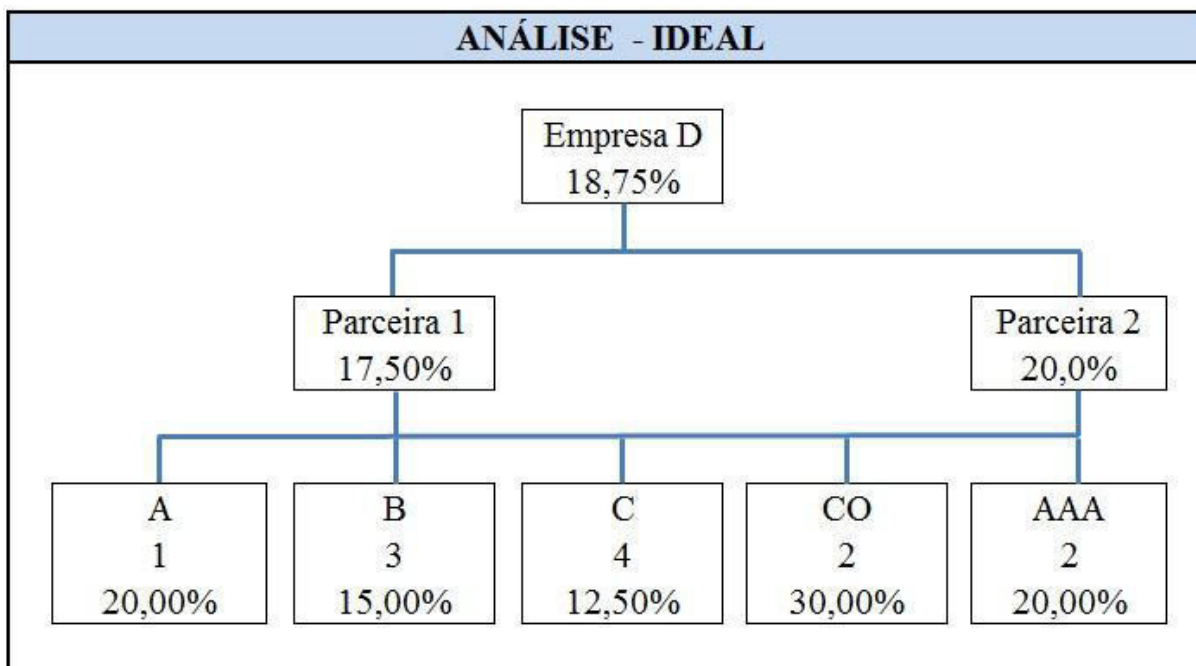 ANÁLISE - IDEAL
Empresa D
18,75%
Parceira 1
17,50%
Parceira 2
20,0%
A
1
20,00%
B
3
15,00%
C
4
12,50%
CO
2
30,00%
AAA
2
20,00%